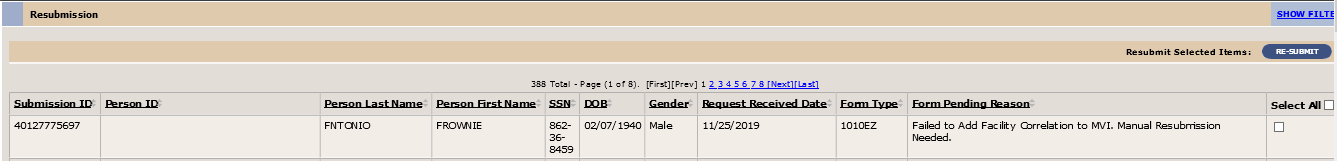 Resubmission SHOW FILTE
Resubmit Selected Items: RE-SUBMIT
388 Total - Page (1 of 8). [First][Prev] 1 2 3 4 5 6 7 8 [Next][Last]
Submission ID Person ID Person Last Name Person First Name SSN DOB Gender Request Received Date Form Type Form Pending Reason Select All
40127775697 FNTONIO FROWNIE 862- 02/07/1940 Male 11/25/2019 1010EZ Failed to Add Facility Correlation to MVI. Manual Resubmission
36- Needed.
8459